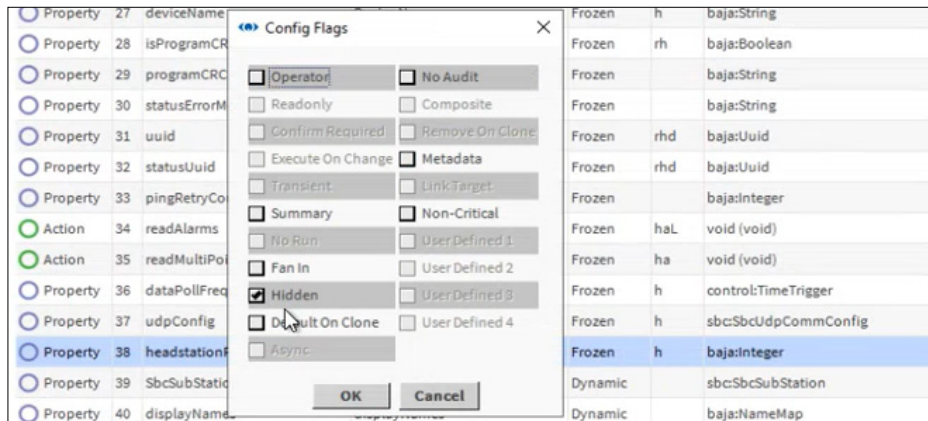 Property 27 deviceName Frozen h baja:String
Config Flags
Property 28 isProgramCR Frozen rh baja:Boolean
Operator No Audit
Property 29 programCRC Frozen baja:String
Readonly Composite
Property 30 statusErrorM Frozen baja:String
Confirm Required Remove On Clone
Property 31 uuid Frozen rhd baja:Uuid
Execute On Change Metadata
Property 32 statusUuid Frozen rhd baja:Uuid
Transient Link Target
Property 33 pingRetryCo Frozen baja:Integer
Summary Non-Critical
Action 34 readAlarms Frozen haL void (void)
No Run User Defined 1
Action 35 readMultiPoi Frozen ha void (void)
Fan In User Defined 2
Property 36 dataPollFreq Frozen h control:TimeTrigger
Hidden User Defined 3
Property 37 udpConfig Frozen h sbc:SbcUdpCommConfig
Default On Clone User Defined 4
Property 38 headstation Frozen h baja:Integer
Async
Property 39 SbcSubStatio Dynamic sbc:SbcSubStation
OK Cancel
Property 40 displayNames Dynamic baja:NameMap